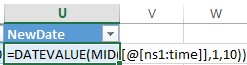 U V W
NewDate
=DATEVALUE(MID([@[ns1:time]],1,10))